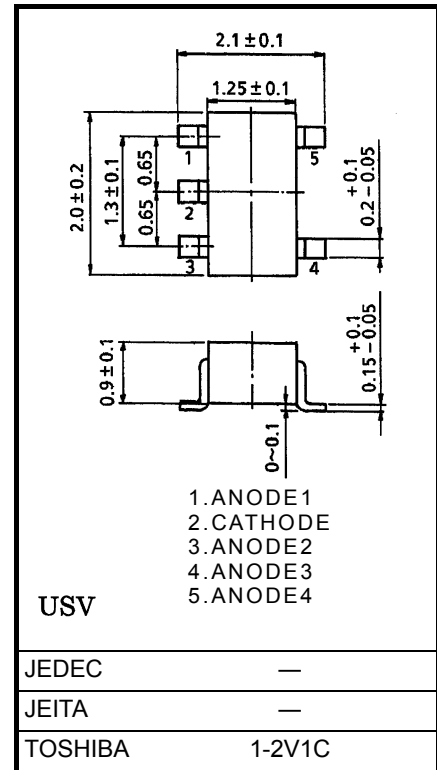 2.1±0.1
1.25±0.1
2.0±0.2
1.3±0.1
0.65
0.65
1
2
3
5
4
+0.1
0.2-0.05
0.9±0.1
+0.1
0.15-0.05
0~0.1
1.ANODE1
2.CATHODE
3.ANODE2
4.ANODE3
5.ANODE4
USV
JEDEC —
JEITA —
TOSHIBA 1-2V1C